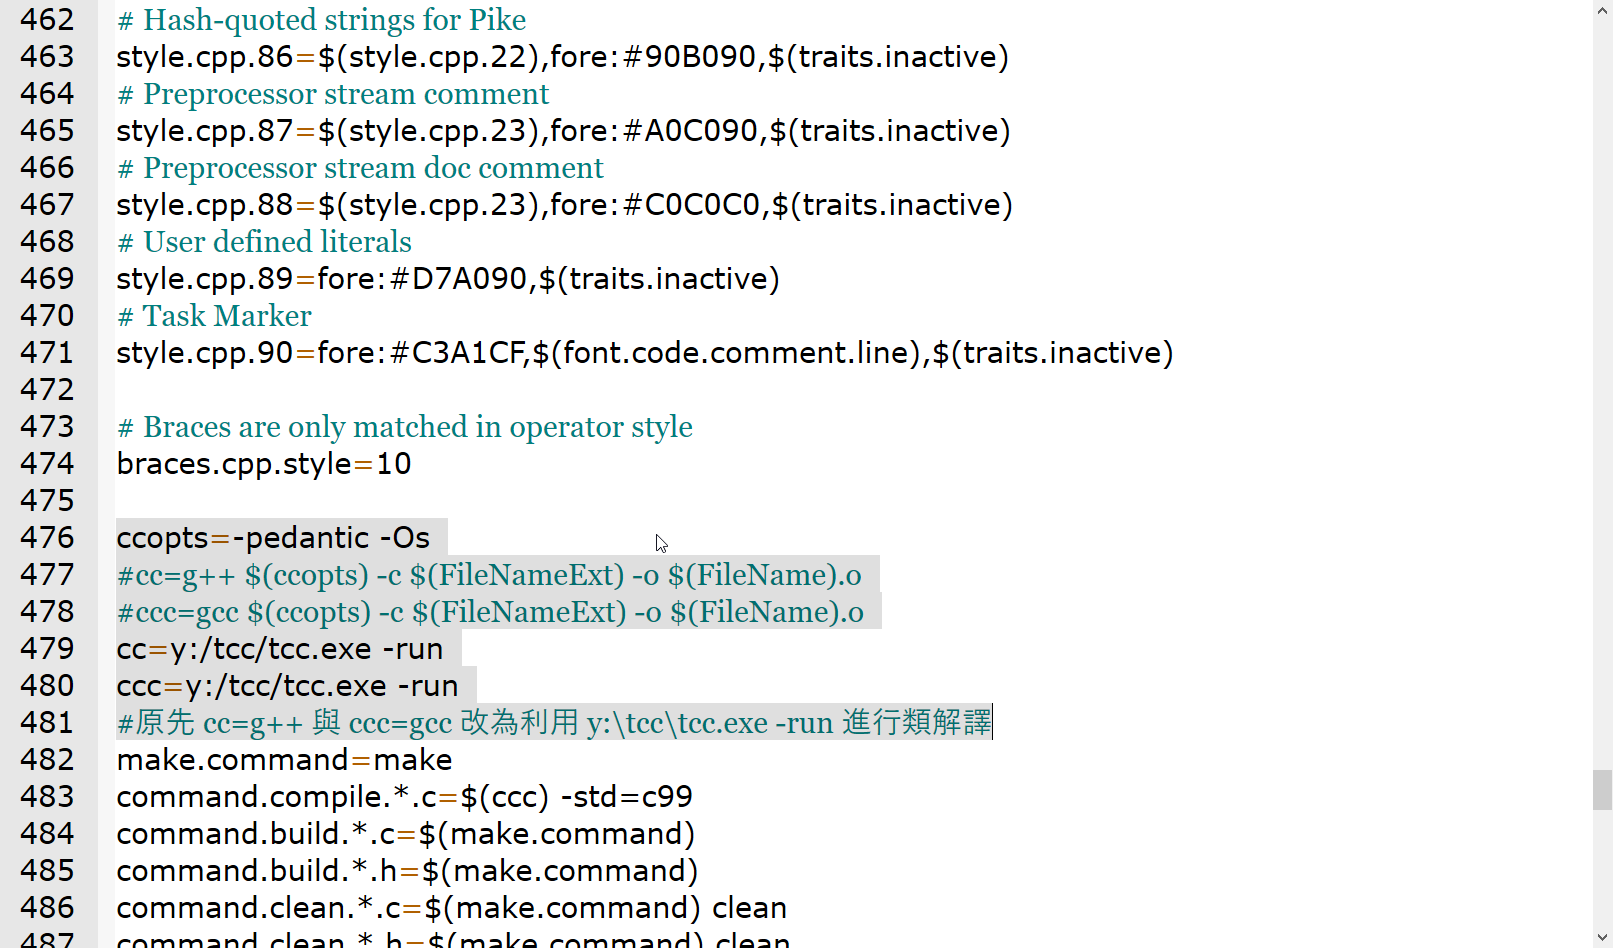 462 # Hash-quoted strings for Pike
463 style.cpp.86=$(style.cpp.22),fore:#90B090,$(traits.inactive)
464 # Preprocessor stream comment
465 style.cpp.87=$(style.cpp.23),fore:#A0C090,$(traits.inactive)
466 # Preprocessor stream doc comment
467 style.cpp.88=$(style.cpp.23),fore:#C0C0C0,$(traits.inactive)
468 # User defined literals
469 style.cpp.89=fore:#D7A090,$(traits.inactive)
470 # Task Marker
471 style.cpp.90=fore:#C3A1CF,$(font.code.comment.line),$(traits.inactive)
472
473 # Braces are only matched in operator style
474 braces.cpp.style=10
475
476 ccopts=-pedantic -Os
477 #cc=g++ $(ccopts) -c $(FileNameExt) -o $(FileName).o
478 #ccc=gcc $(ccopts) -c $(FileNameExt) -o $(FileName).o
479 cc=y:/tcc/tcc.exe -run
480 ccc=y:/tcc/tcc.exe -run
481 #原先 cc=g++ 與 ccc=gcc 改為利用 y:\tcc\tcc.exe -run 進行類解譯
482 make.command=make
483 command.compile.*.c=$(ccc) -std=c99
484 command.build.*.c=$(make.command)
485 command.build.*.h=$(make.command)
486 command.clean.*.c=$(make.command) clean
487 command.clean.*.h=$(make.command) clean